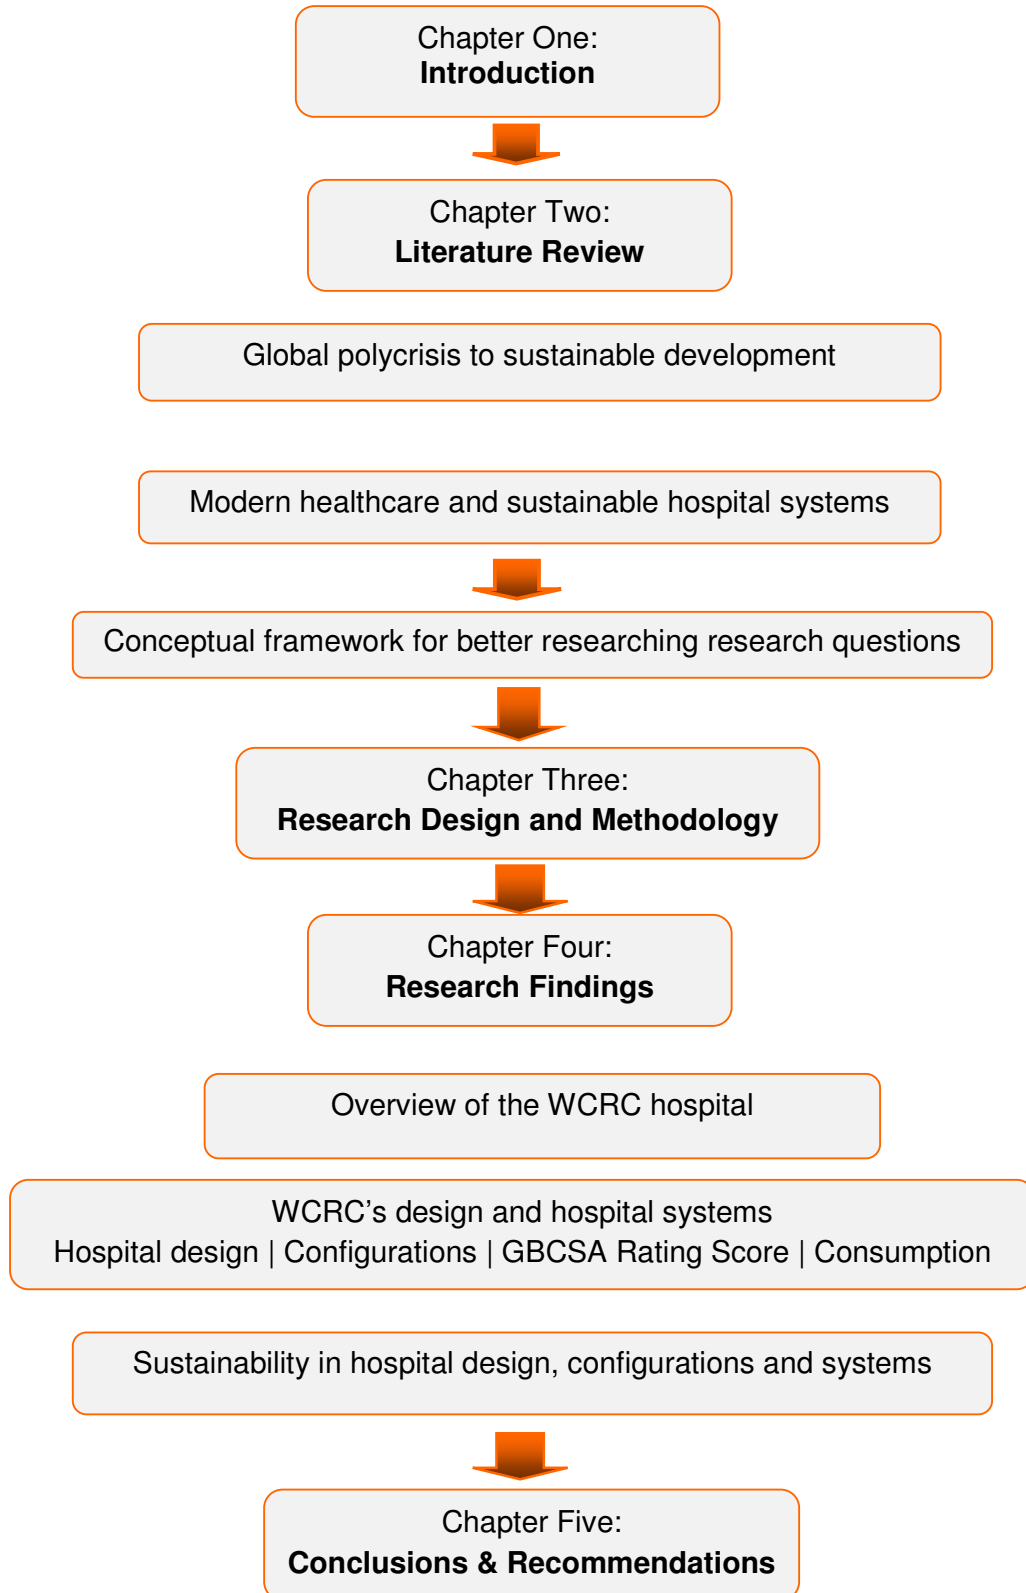 Chapter One:
Introduction
Chapter Two:
Literature Review
Global polycrisis to sustainable development
Modern healthcare and sustainable hospital systems
Conceptual framework for better researching research questions
Chapter Three:
Research Design and Methodology
Chapter Four:
Research Findings
Overview of the WCRC hospital
WCRC’s design and hospital systems
Hospital design | Configurations | GBCSA Rating Score | Consumption
Sustainability in hospital design, configurations and systems
Chapter Five:
Conclusions & Recommendations